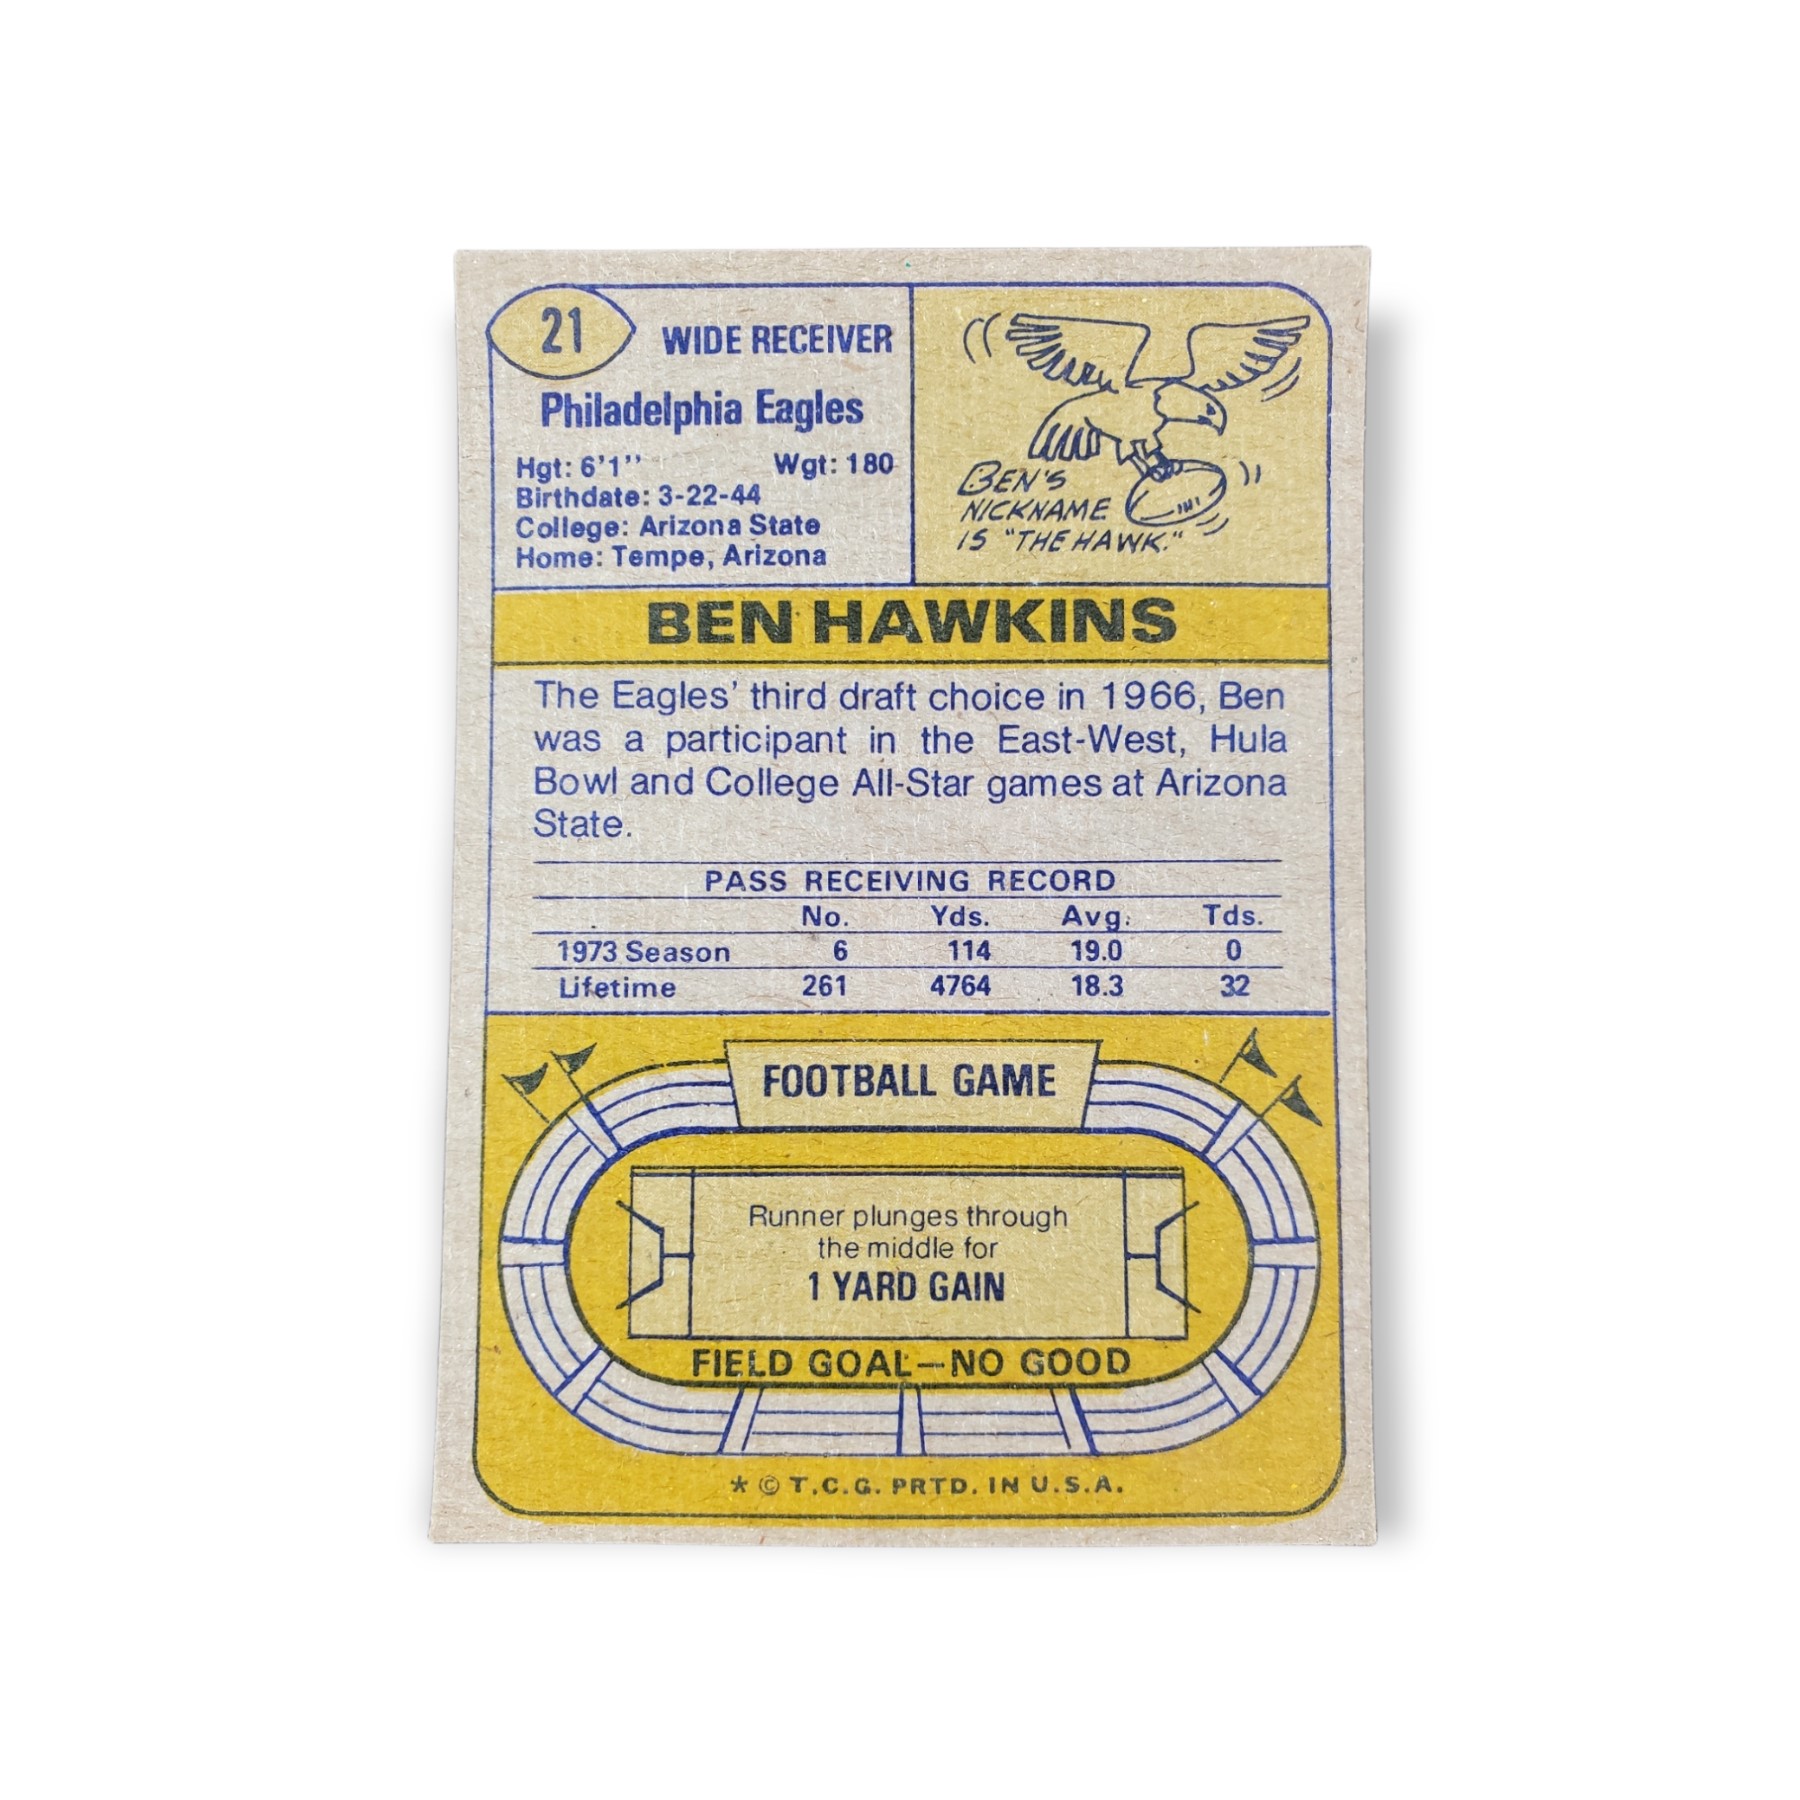 21
WIDE RECEIVER
Philadelphia Eagles
Hgt: 6'1'' Wgt: 180
Birthdate: 3-22-44
College: Arizona State
Home: Tempe, Arizona
BEN'S
NICKNAME
IS "THE HAWK."
BEN HAWKINS
The Eagles' third draft choice in 1966, Ben
was a participant in the East-West, Hula
Bowl and College All-Star games at Arizona
State.
PASS RECEIVING RECORD
No. Yds. Avg. Tds.
1973 Season 6 114 19.0 0
Lifetime 261 4764 18.3 32
FOOTBALL GAME
Runner plunges through
the middle for
1 YARD GAIN
FIELD GOAL—NO GOOD
* © T.C.G. PRTD. IN U.S.A.